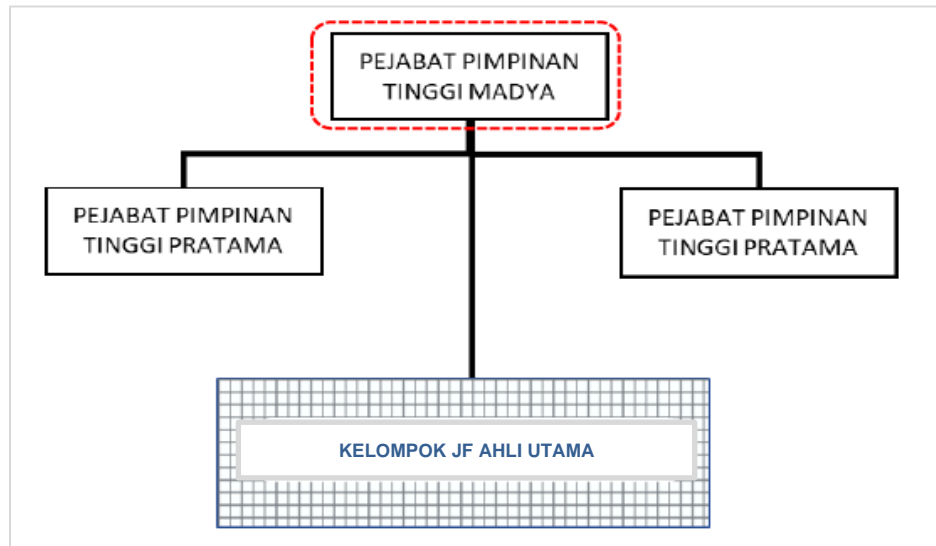 PEJABAT PIMPINAN
TINGGI MADYA
PEJABAT PIMPINAN
TINGGI PRATAMA
PEJABAT PIMPINAN
TINGGI PRATAMA
KELOMPOK JF AHLI UTAMA